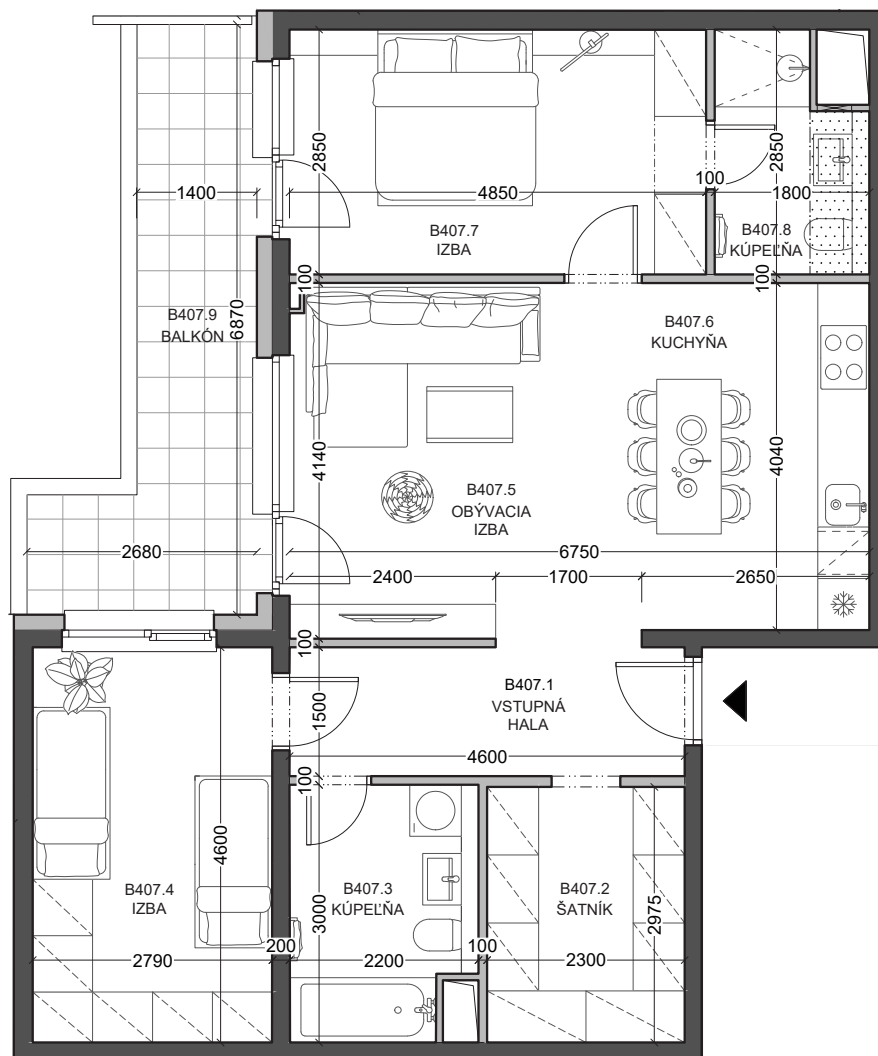 2850
2850
1400
4850
100
1800
B407.7
IZBA
B407.8
KÚPEĽŇA
100
100
B407.9
BALKÓN
6870
B407.6
KUCHYŇA
4140
4040
B407.5
OBÝVACIA
IZBA
2680
6750
2400
1700
2650
100
B407.1
VSTUPNÁ
HALA
1500
4600
100
4600
B407.4
IZBA
B407.3
KÚPEĽŇA
B407.2
ŠATNÍK
3000
2975
2790
200
2200
100
2300